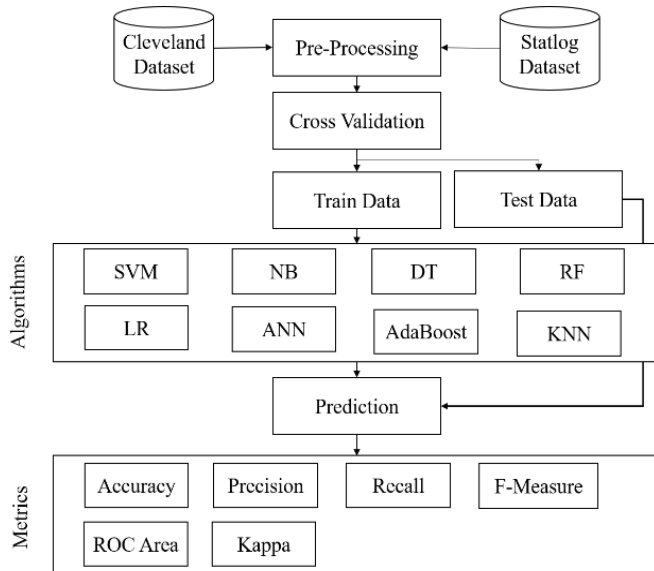 Cleveland
Dataset
Pre-Processing
Statlog
Dataset
Cross Validation
Train Data
Test Data
Algorithms
SVM
NB
DT
RF
LR
ANN
AdaBoost
KNN
Prediction
Metrics
Accuracy
Precision
Recall
F-Measure
ROC Area
Kappa